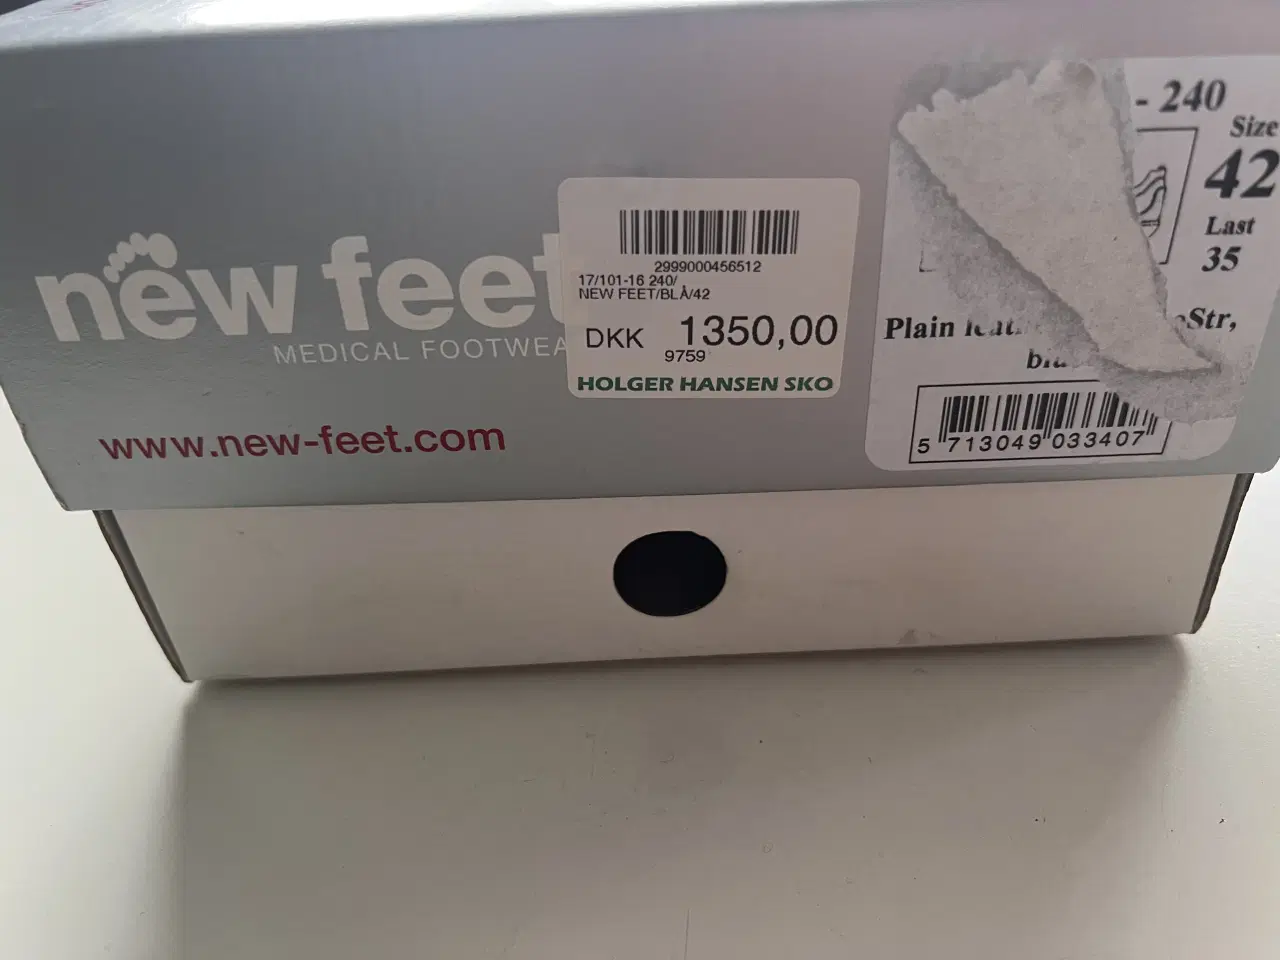 new feet
MEDICAL FOOTWEA
www.new-feet.com
2999000456512
17/101-16 240/
NEW FEET/BLÅ/42
DKK 1350,00
9759
HOLGER HANSEN SKO
- 240
Size
42
Last
35
Plain
Str,
5 713049 033407